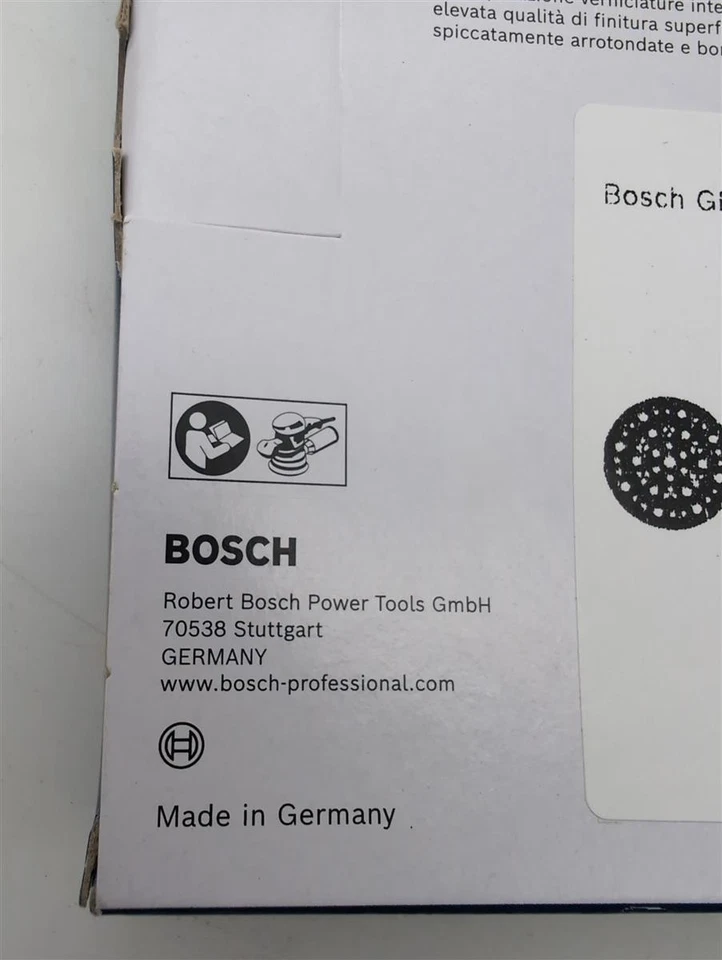 verniciature
elevata qualità di finitura
spiccatamente arrotondate e
Bosch
BOSCH
Robert Bosch Power Tools GmbH
70538 Stuttgart
GERMANY
www.bosch-professional.com
Made in Germany